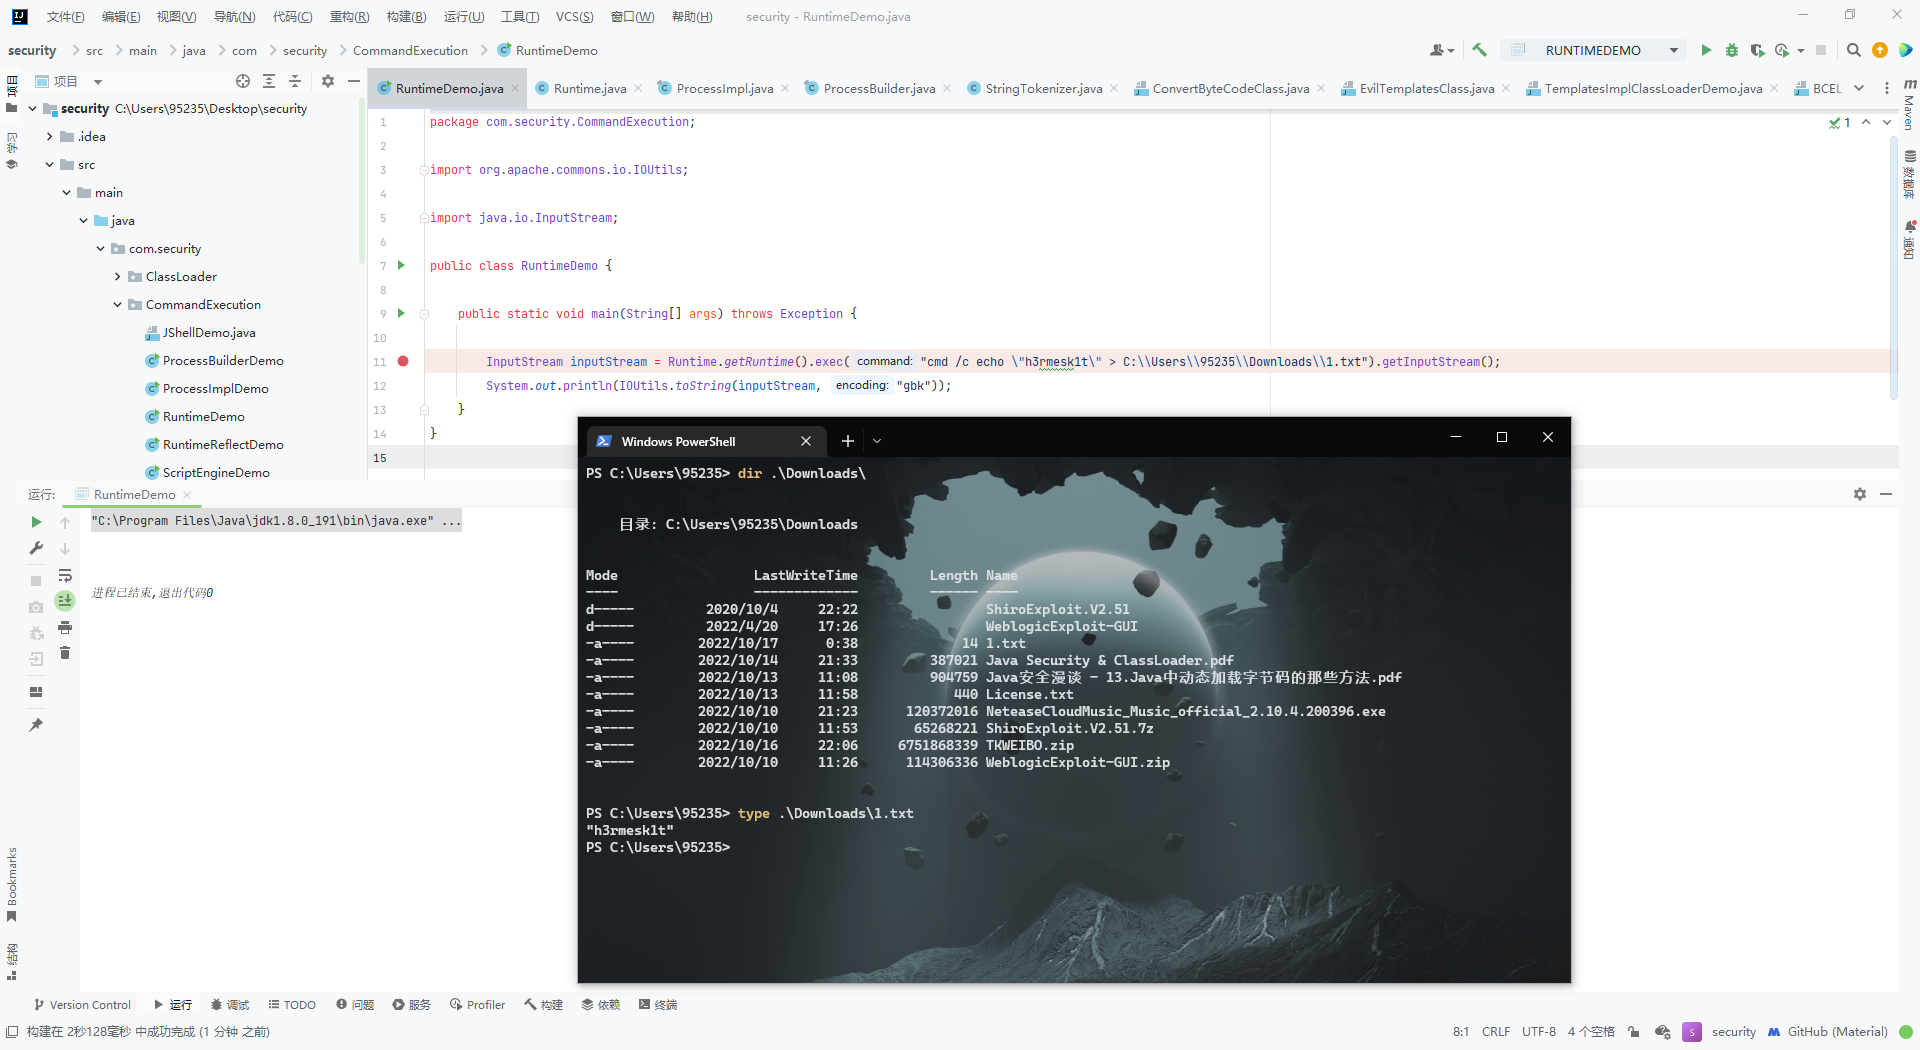 文件(F) 编辑(E) 视图(V) 导航(N) 代码(C) 重构(R) 构建(B) 运行(U) 工具(T) VCS(S) 窗口(W) 帮助(H) security - RuntimeDemo.java
security src main java com security CommandExecution RuntimeDemo RUNTIMEDEMO
项目
RuntimeDemo.java Runtime.java ProcessImpl.java ProcessBuilder.java StringTokenizer.java ConvertByteCodeClass.java EvilTemplatesClass.java TemplatesImplClassLoaderDemo.java BCEL
项目
学习
security C:\Users\95235\Desktop\security
.idea
src
main
java
com.security
ClassLoader
CommandExecution
JShellDemo.java
ProcessBuilderDemo
ProcessImplDemo
RuntimeDemo
RuntimeReflectDemo
ScriptEngineDemo
1 package com.security.CommandExecution;
2
3 import org.apache.commons.io.IOUtils;
4
5 import java.io.InputStream;
6
7 public class RuntimeDemo {
8
9 public static void main(String[] args) throws Exception {
10
11 InputStream inputStream = Runtime.getRuntime().exec( command: "cmd /c echo \"h3rmesk1t\" > C:\\Users\\95235\\Downloads\\1.txt").getInputStream();
12 System.out.println(IOUtils.toString(inputStream, encoding: "gbk"));
13 }
14 }
15
1
Maven
数据库
通知
运行: RuntimeDemo
"C:\Program Files\Java\jdk1.8.0_191\bin\java.exe" ...
进程已结束,退出代码0
Windows PowerShell
PS C:\Users\95235> dir .\Downloads\
目录: C:\Users\95235\Downloads
Mode LastWriteTime Length Name
---- ------------- ------ ----
d----- 2020/10/4 22:22 ShiroExploit.V2.51
d----- 2022/4/20 17:26 WeblogicExploit-GUI
-a---- 2022/10/17 0:38 14 1.txt
-a---- 2022/10/14 21:33 387021 Java Security & ClassLoader.pdf
-a---- 2022/10/13 11:08 904759 Java安全漫谈 - 13.Java中动态加载字节码的那些方法.pdf
-a---- 2022/10/13 11:58 440 License.txt
-a---- 2022/10/10 21:23 120372016 NeteaseCloudMusic_Music_official_2.10.4.200396.exe
-a---- 2022/10/10 11:53 65268221 ShiroExploit.V2.51.7z
-a---- 2022/10/16 22:06 6751868339 TKWEIBO.zip
-a---- 2022/10/10 11:26 114306336 WeblogicExploit-GUI.zip
PS C:\Users\95235> type .\Downloads\1.txt
"h3rmesk1t"
PS C:\Users\95235>
Bookmarks
结构
Version Control 运行 调试 TODO 问题 服务 Profiler 构建 依赖 终端
构建在 2秒128毫秒 中成功完成 (1 分钟 之前) 8:1 CRLF UTF-8 4 个空格 S security GitHub (Material)